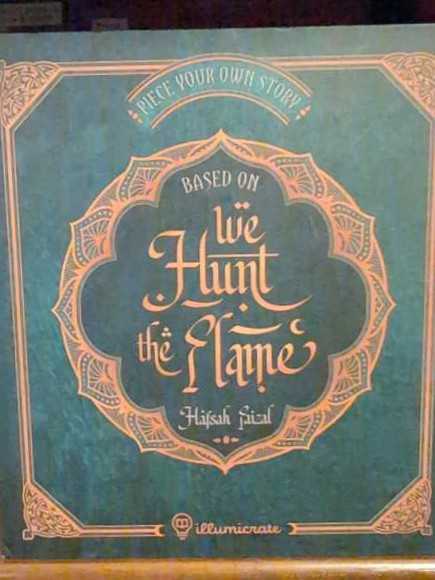 PIECE YOUR OWN STORY
BASED ON
We
Hunt
the Flame
Hafsah Faizal
illumicrate